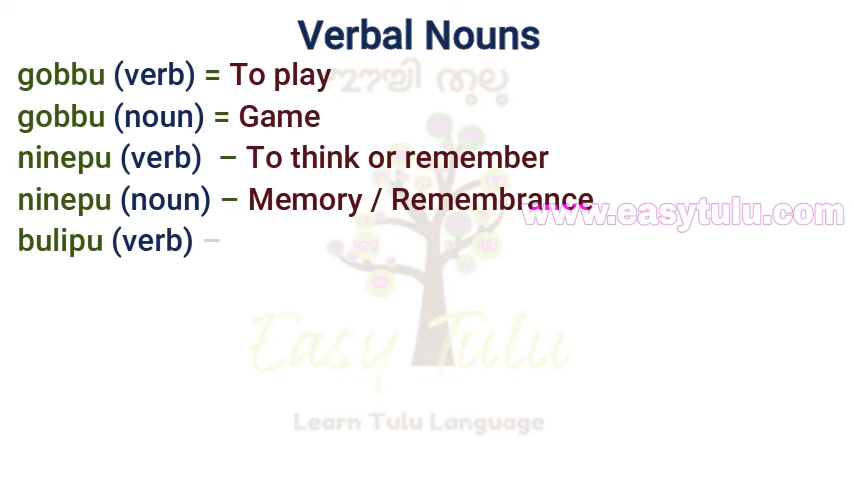 Verbal Nouns
gobbu (verb) = To play
gobbu (noun) = Game
ninepu (verb) – To think or remember
ninepu (noun) – Memory / Remembrance
www.easytulu.com
bulipu (verb) –
Easy Tulu
Learn Tulu Language